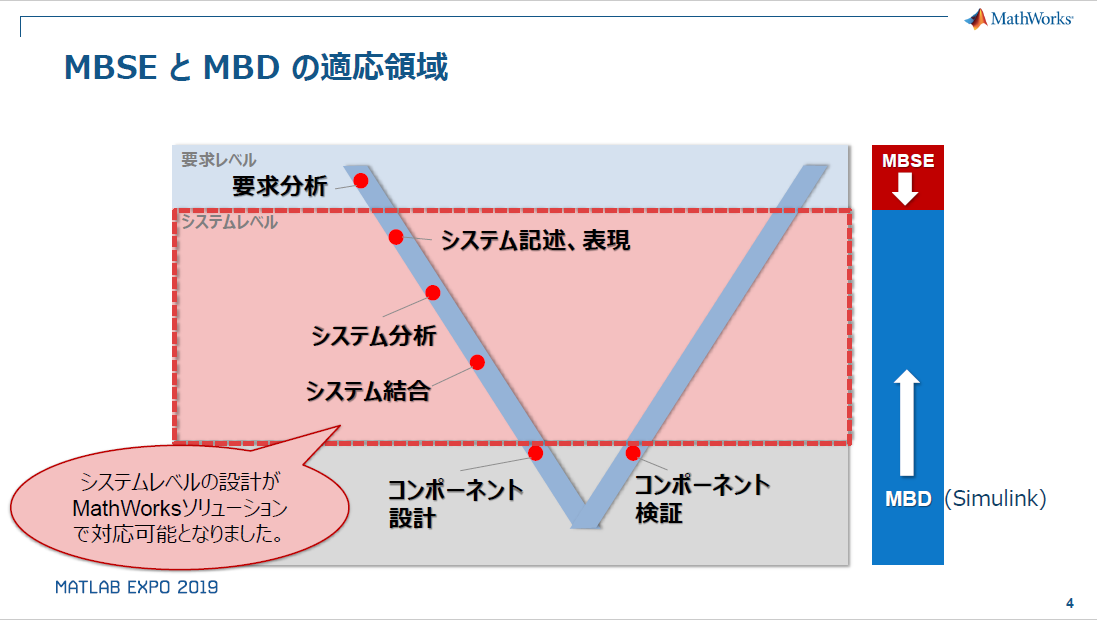 MathWorks
MBSE と MBD の適応領域
要求レベル
要求分析
システムレベル
システム記述、表現
システム分析
システム結合
コンポーネント
設計
コンポーネント
検証
システムレベルの設計が
MathWorksソリューション
で対応可能となりました。
MBSE
MBD (Simulink)
MATLAB EXPO 2019
4